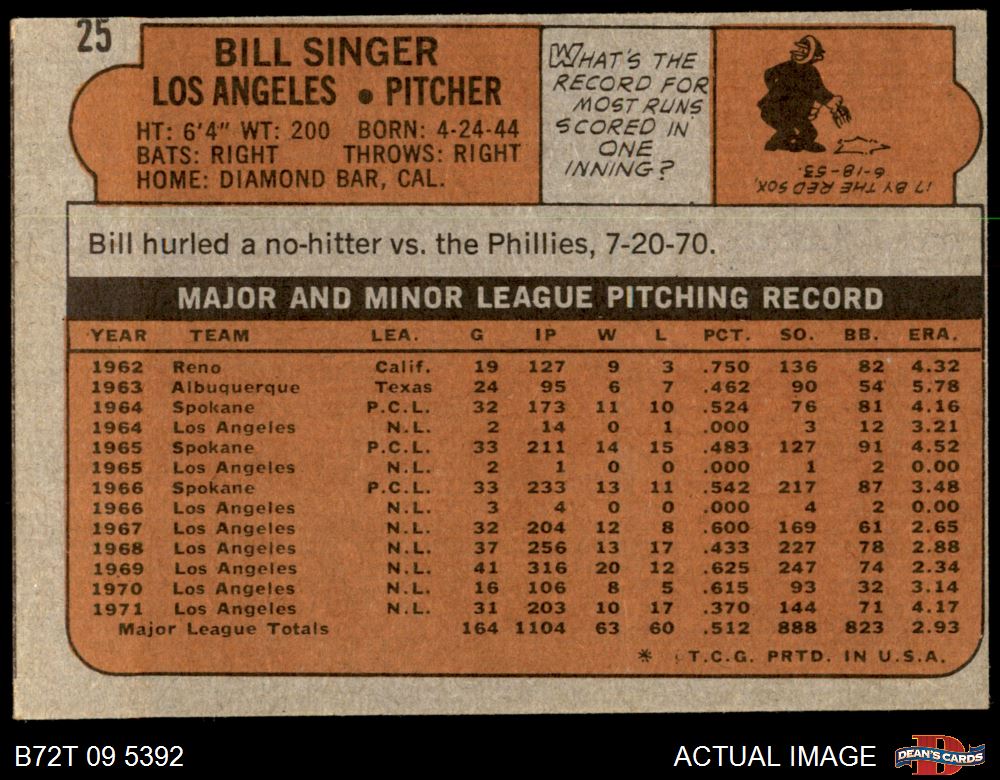 25
BILL SINGER
LOS ANGELES • PITCHER
HT: 6'4" WT: 200 BORN: 4-24-44
BATS: RIGHT THROWS: RIGHT
HOME: DIAMOND BAR, CAL.
WHAT'S THE
RECORD FOR
MOST RUNS
SCORED IN
ONE
INNING?
17 BY THE RED SOX,
6-18-53.
Bill hurled a no-hitter vs. the Phillies, 7-20-70.
MAJOR AND MINOR LEAGUE PITCHING RECORD
YEAR TEAM LEA. G IP W L PCT. SO. BB. ERA.
1962 Reno Calif. 19 127 9 3 .750 136 82 4.32
1963 Albuquerque Texas 24 95 6 7 .462 90 54 5.78
1964 Spokane P.C.L. 32 173 11 10 .524 76 81 4.16
1964 Los Angeles N.L. 2 14 0 1 .000 3 12 3.21
1965 Spokane P.C.L. 33 211 14 15 .483 127 91 4.52
1965 Los Angeles N.L. 2 1 0 0 .000 1 2 0.00
1966 Spokane P.C.L. 33 233 13 11 .542 217 87 3.48
1966 Los Angeles N.L. 3 4 0 0 .000 4 2 0.00
1967 Los Angeles N.L. 32 204 12 8 .600 169 61 2.65
1968 Los Angeles N.L. 37 256 13 17 .433 227 78 2.88
1969 Los Angeles N.L. 41 316 20 12 .625 247 74 2.34
1970 Los Angeles N.L. 16 106 8 5 .615 93 32 3.14
1971 Los Angeles N.L. 31 203 10 17 .370 144 71 4.17
Major League Totals 164 1104 63 60 .512 888 823 2.93
* T.C.G. PRTD. IN U.S.A.
B72T 09 5392
ACTUAL IMAGE
D
DEAN'S CARDS